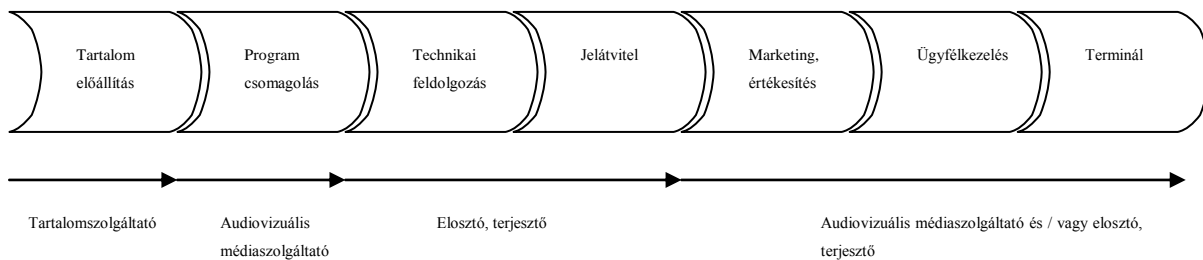 Tartalom
előállítás
Program
csomagolás
Technikai
feldolgozás
Jelátvitel
Marketing,
értékesítés
Ügyfélkezelés
Terminál
Tartalomszolgáltató
Audiovizuális
médiaszolgáltató
Elosztó, terjesztő
Audiovizuális médiaszolgáltató és / vagy elosztó,
terjesztő